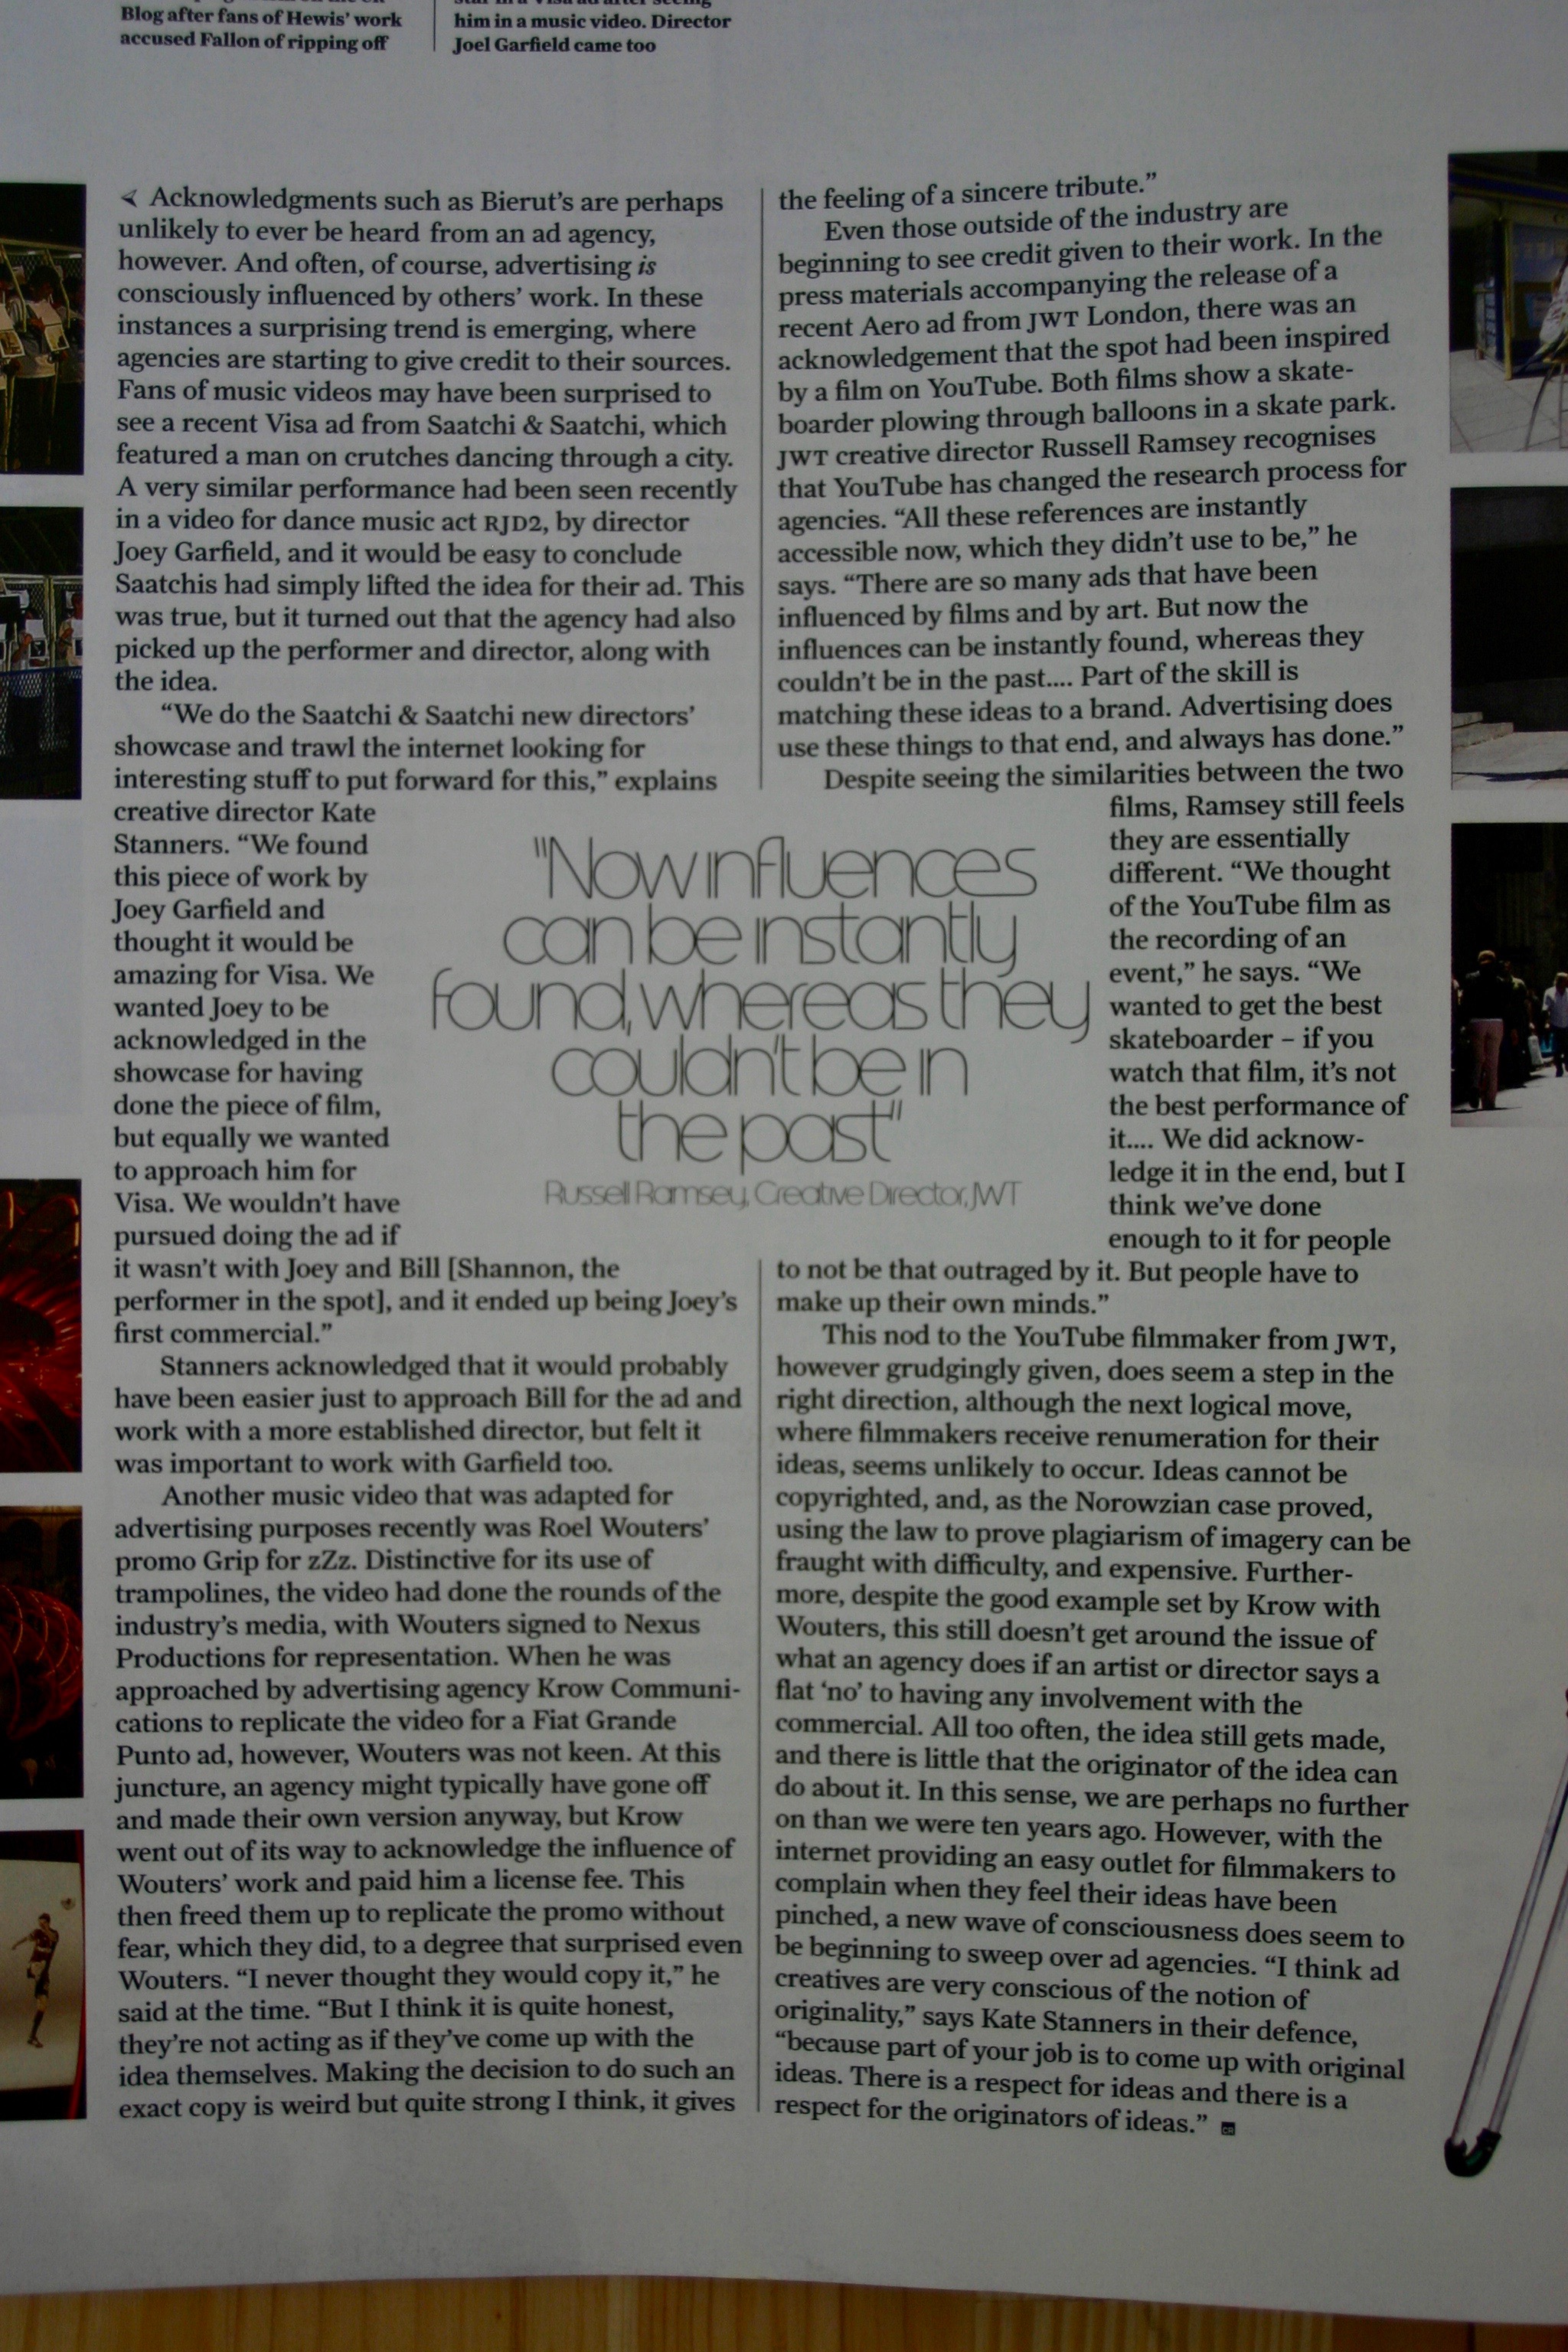 Blog after fans of Hewis' work
accused Fallon of ripping off
star in a Visa ad after seeing
him in a music video. Director
Joel Garfield came too
Acknowledgments such as Bierut's are perhaps
unlikely to ever be heard from an ad agency,
however. And often, of course, advertising is
consciously influenced by others' work. In these
instances a surprising trend is emerging, where
agencies are starting to give credit to their sources.
Fans of music videos may have been surprised to
see a recent Visa ad from Saatchi & Saatchi, which
featured a man on crutches dancing through a city.
A very similar performance had been seen recently
in a video for dance music act RJD2, by director
Joey Garfield, and it would be easy to conclude
Saatchis had simply lifted the idea for their ad. This
was true, but it turned out that the agency had also
picked up the performer and director, along with
the idea.
"We do the Saatchi & Saatchi new directors'
showcase and trawl the internet looking for
interesting stuff to put forward for this," explains
creative director Kate
Stanners. "We found
this piece of work by
Joey Garfield and
thought it would be
amazing for Visa. We
wanted Joey to be
acknowledged in the
showcase for having
done the piece of film,
but equally we wanted
to approach him for
Visa. We wouldn't have
pursued doing the ad if
it wasn't with Joey and Bill [Shannon, the
performer in the spot], and it ended up being Joey's
first commercial."
Stanners acknowledged that it would probably
have been easier just to approach Bill for the ad and
work with a more established director, but felt it
was important to work with Garfield too.
Another music video that was adapted for
advertising purposes recently was Roel Wouters'
promo Grip for zZz. Distinctive for its use of
trampolines, the video had done the rounds of the
industry's media, with Wouters signed to Nexus
Productions for representation. When he was
approached by advertising agency Krow Communi-
cations to replicate the video for a Fiat Grande
Punto ad, however, Wouters was not keen. At this
juncture, an agency might typically have gone off
and made their own version anyway, but Krow
went out of its way to acknowledge the influence of
Wouters' work and paid him a license fee. This
then freed them up to replicate the promo without
fear, which they did, to a degree that surprised even
Wouters. "I never thought they would copy it," he
said at the time. "But I think it is quite honest,
they're not acting as if they've come up with the
idea themselves. Making the decision to do such an
exact copy is weird but quite strong I think, it gives
"Now influences
can be instantly
found, whereas they
couldn't be in
the past"
Russell Ramsey, Creative Director, JWT
the feeling of a sincere tribute."
Even those outside of the industry are
beginning to see credit given to their work. In the
press materials accompanying the release of a
recent Aero ad from JWT London, there was an
acknowledgement that the spot had been inspired
by a film on YouTube. Both films show a skate-
boarder plowing through balloons in a skate park.
JWT creative director Russell Ramsey recognises
that YouTube has changed the research process for
agencies. "All these references are instantly
accessible now, which they didn't use to be," he
says. "There are so many ads that have been
influenced by films and by art. But now the
influences can be instantly found, whereas they
couldn't be in the past.... Part of the skill is
matching these ideas to a brand. Advertising does
use these things to that end, and always has done."
Despite seeing the similarities between the two
films, Ramsey still feels
they are essentially
different. "We thought
of the YouTube film as
the recording of an
event," he says. "We
wanted to get the best
skateboarder – if you
watch that film, it's not
the best performance of
it.... We did acknow-
ledge it in the end, but I
think we've done
enough to it for people
to not be that outraged by it. But people have to
make up their own minds."
This nod to the YouTube filmmaker from JWT,
however grudgingly given, does seem a step in the
right direction, although the next logical move,
where filmmakers receive renumeration for their
ideas, seems unlikely to occur. Ideas cannot be
copyrighted, and, as the Norowzian case proved,
using the law to prove plagiarism of imagery can be
fraught with difficulty, and expensive. Further-
more, despite the good example set by Krow with
Wouters, this still doesn't get around the issue of
what an agency does if an artist or director says a
flat 'no' to having any involvement with the
commercial. All too often, the idea still gets made,
and there is little that the originator of the idea can
do about it. In this sense, we are perhaps no further
on than we were ten years ago. However, with the
internet providing an easy outlet for filmmakers to
complain when they feel their ideas have been
pinched, a new wave of consciousness does seem to
be beginning to sweep over ad agencies. "I think ad
creatives are very conscious of the notion of
originality," says Kate Stanners in their defence,
"because part of your job is to come up with original
ideas. There is a respect for ideas and there is a
respect for the originators of ideas."